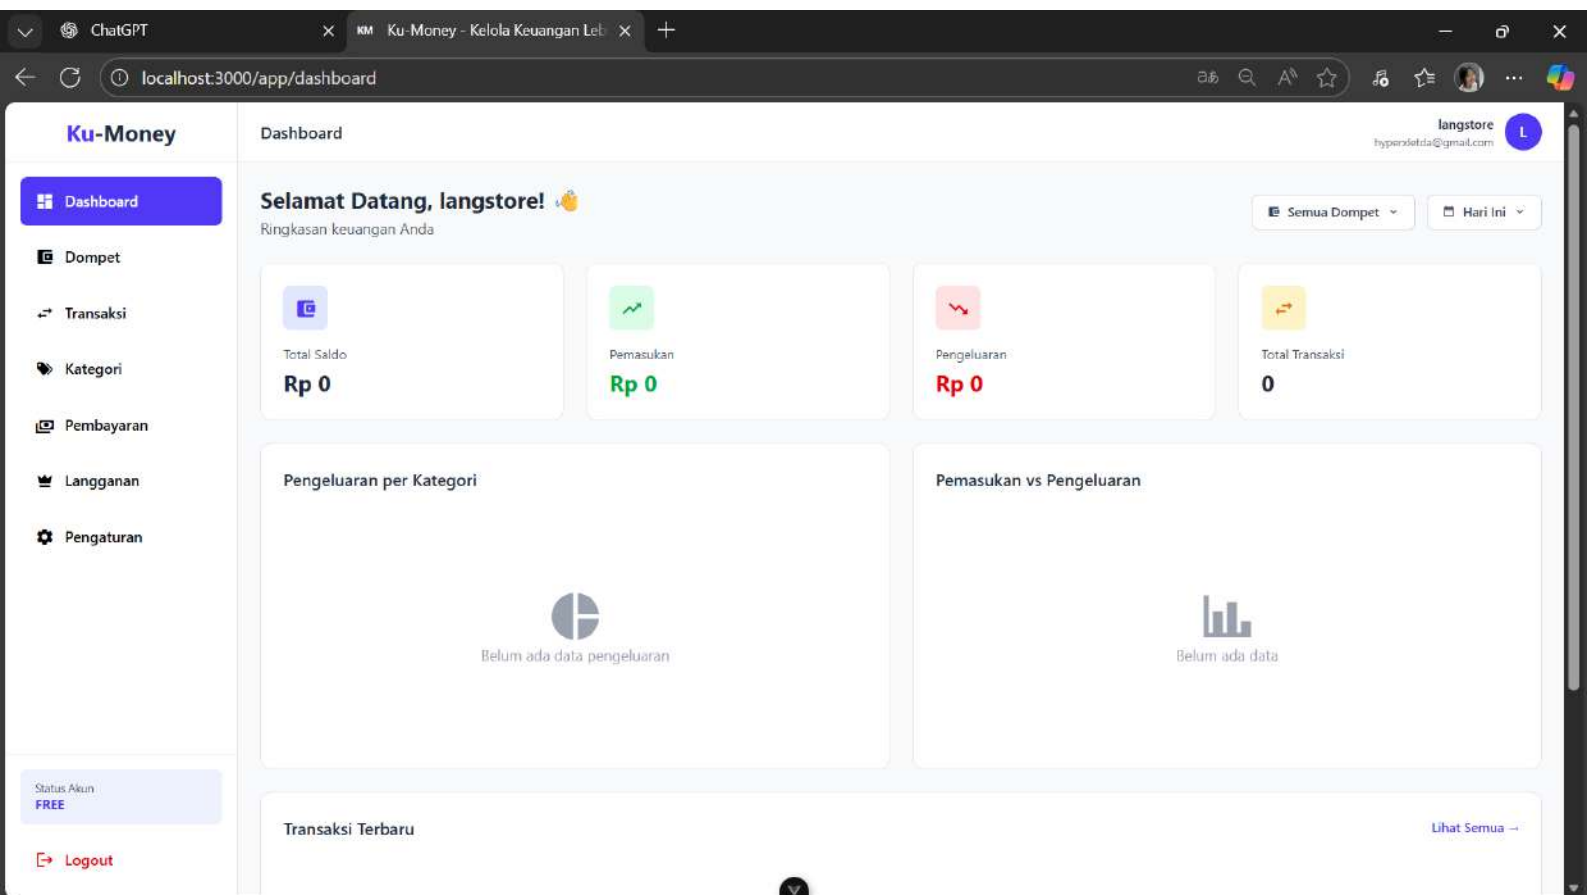 ChatGPT
KM Ku-Money - Kelola Keuangan Leb
localhost:3000/app/dashboard
Ku-Money
Dashboard
langstore
L
Dashboard
Dompet
Transaksi
Kategori
Pembayaran
Langganan
Pengaturan
Status Akun
FREE
Logout
Selamat Datang, langstore!
Ringkasan keuangan Anda
Semua Dompet
Hari Ini
Total Saldo
Rp 0
Pemasukan
Rp 0
Pengeluaran
Rp 0
Total Transaksi
0
Pengeluaran per Kategori
Belum ada data pengeluaran
Pemasukan vs Pengeluaran
Belum ada data
Transaksi Terbaru
Lihat Semua →